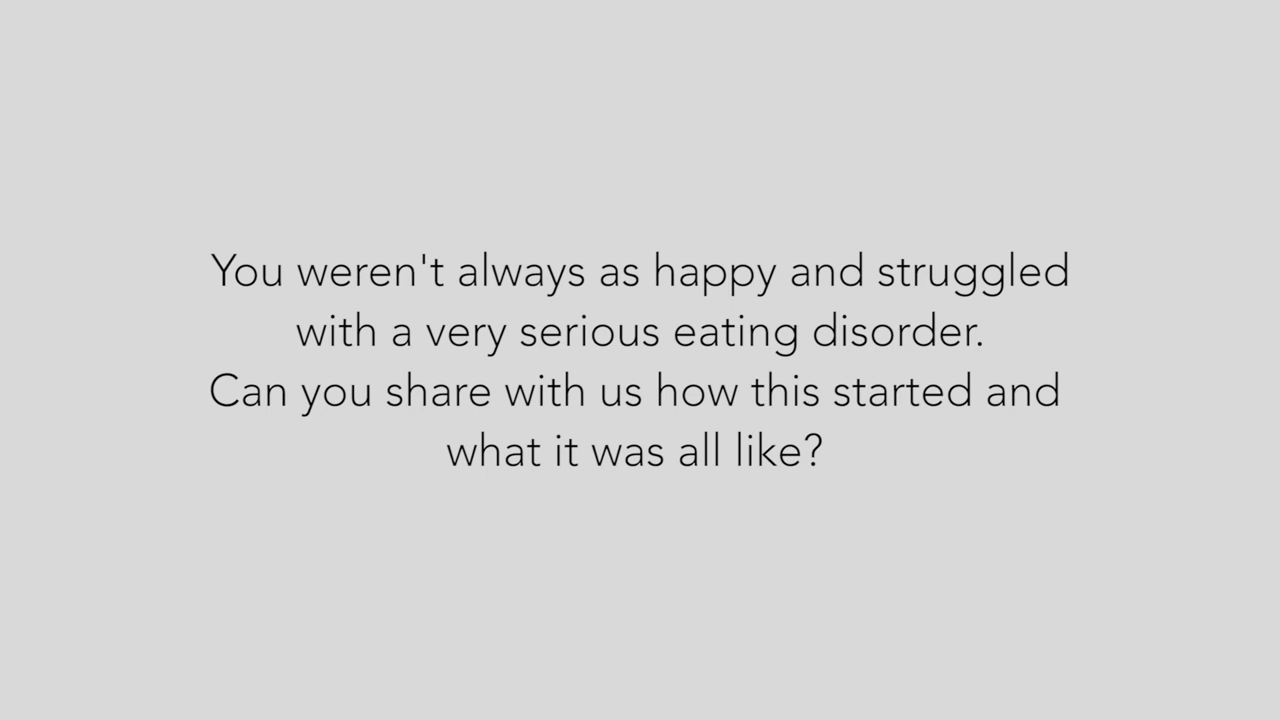 You weren't always as happy and struggled
with a very serious eating disorder.
Can you share with us how this started and
what it was all like?